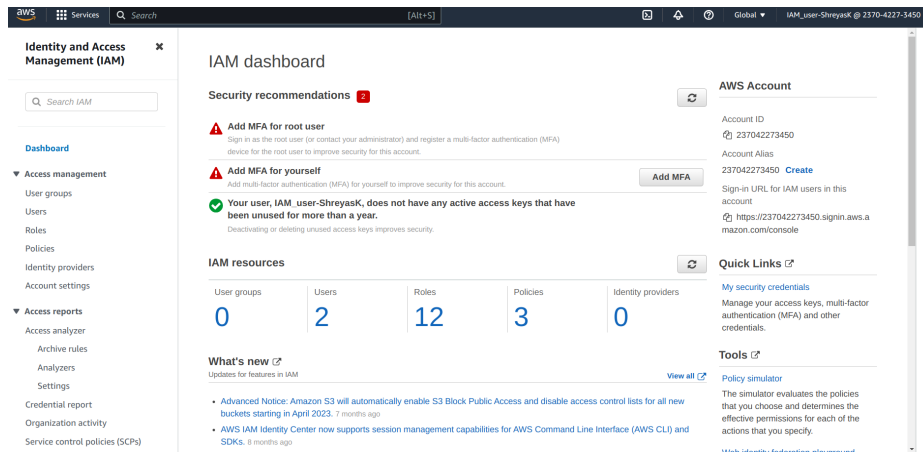 aws
Services
Search
[Alt+S]
Global
IAM_user-ShreyasK @ 2370-4227-3450
Identity and Access
Management (IAM)
Search IAM
Dashboard
Access management
User groups
Users
Roles
Policies
Identity providers
Account settings
Access reports
Access analyzer
Archive rules
Analyzers
Settings
Credential report
Organization activity
Service control policies (SCPs)
IAM dashboard
Security recommendations 2
Add MFA for root user
Sign in as the root user (or contact your administrator) and register a multi-factor authentication (MFA)
device for the root user to improve security for this account.
Add MFA for yourself
Add multi-factor authentication (MFA) for yourself to improve security for this account.
Add MFA
Your user, IAM_user-ShreyasK, does not have any active access keys that have
been unused for more than a year.
Deactivating or deleting unused access keys improves security.
IAM resources
User groups
0
Users
2
Roles
12
Policies
3
Identity providers
0
What's new
Updates for features in IAM
View all
Advanced Notice: Amazon S3 will automatically enable S3 Block Public Access and disable access control lists for all new
buckets starting in April 2023. 7 months ago
AWS IAM Identity Center now supports session management capabilities for AWS Command Line Interface (AWS CLI) and
SDKs. 8 months ago
AWS Account
Account ID
237042273450
Account Alias
237042273450 Create
Sign-in URL for IAM users in this
account
https://237042273450.signin.aws.a
mazon.com/console
Quick Links
My security credentials
Manage your access keys, multi-factor
authentication (MFA) and other
credentials.
Tools
Policy simulator
The simulator evaluates the policies
that you choose and determines the
effective permissions for each of the
actions that you specify.
Web identity federation playground